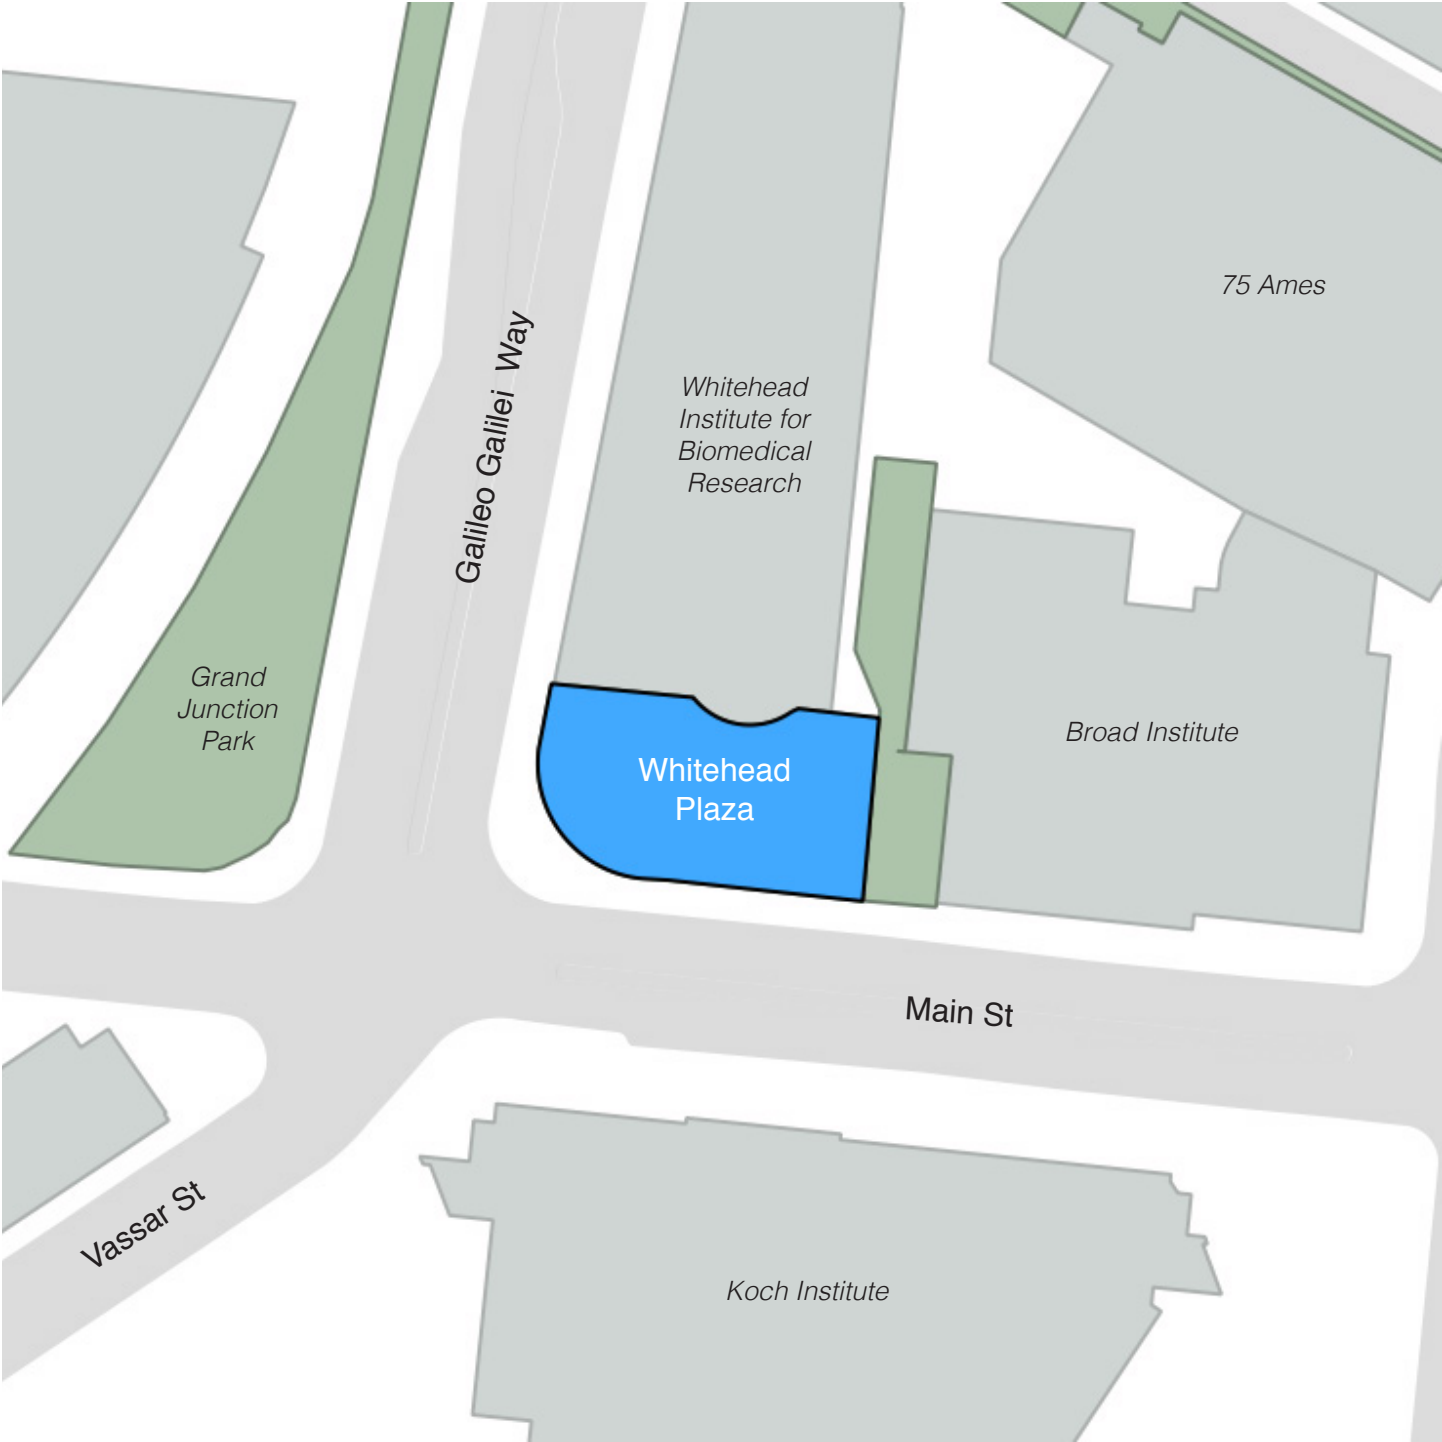 75 Ames
Galileo Galilei Way
Whitehead
Institute for
Biomedical
Research
Grand
Junction
Park
Broad Institute
Whitehead
Plaza
Main St
Vassar St
Koch Institute